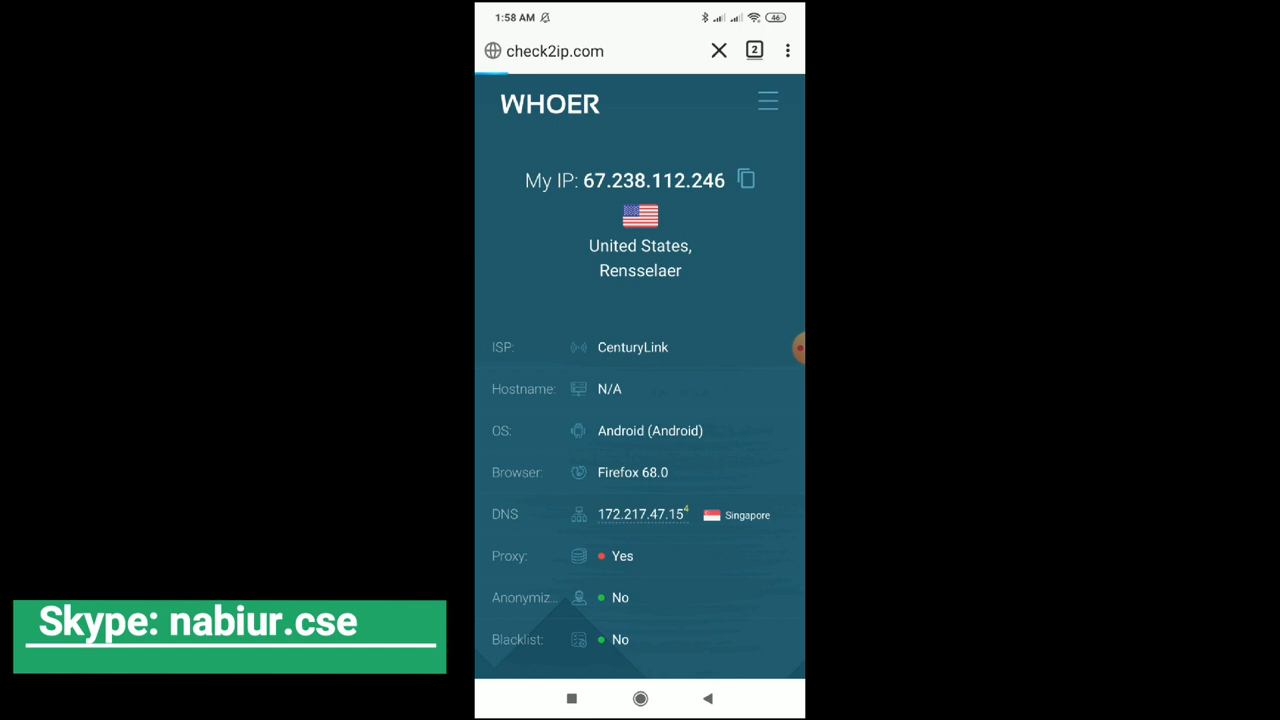 1:58 AM
46
check2ip.com
2
WHOER
My IP: 67.238.112.246
United States,
Rensselaer
ISP: CenturyLink
Hostname: N/A
OS: Android (Android)
Browser: Firefox 68.0
DNS 172.217.47.15 4 Singapore
Proxy: Yes
Anonymiz... No
Blacklist: No
Skype: nabiur.cse